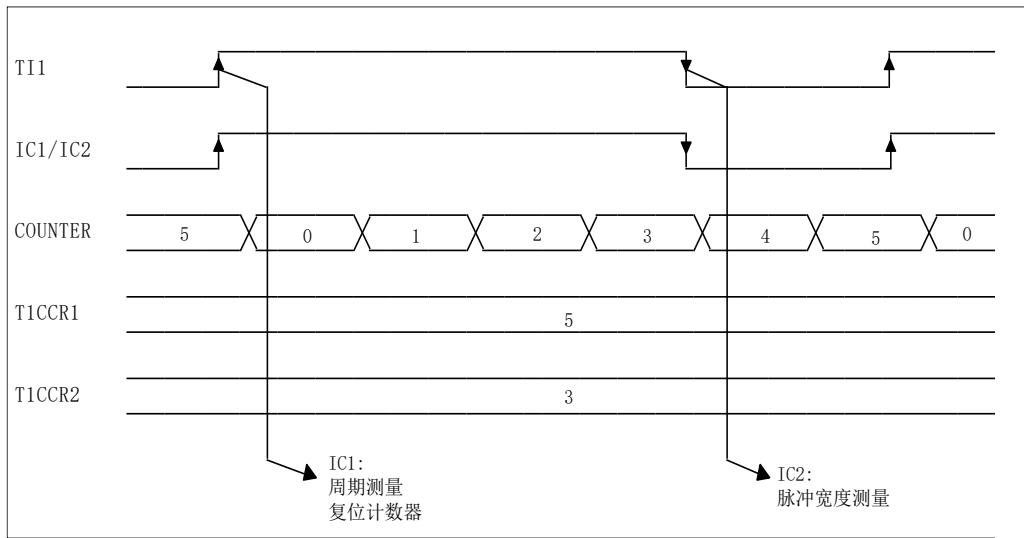 TI1
IC1/IC2
COUNTER
5 0 1 2 3 4 5 0
T1CCR1
5
T1CCR2
3
IC1:
周期测量
复位计数器
IC2:
脉冲宽度测量